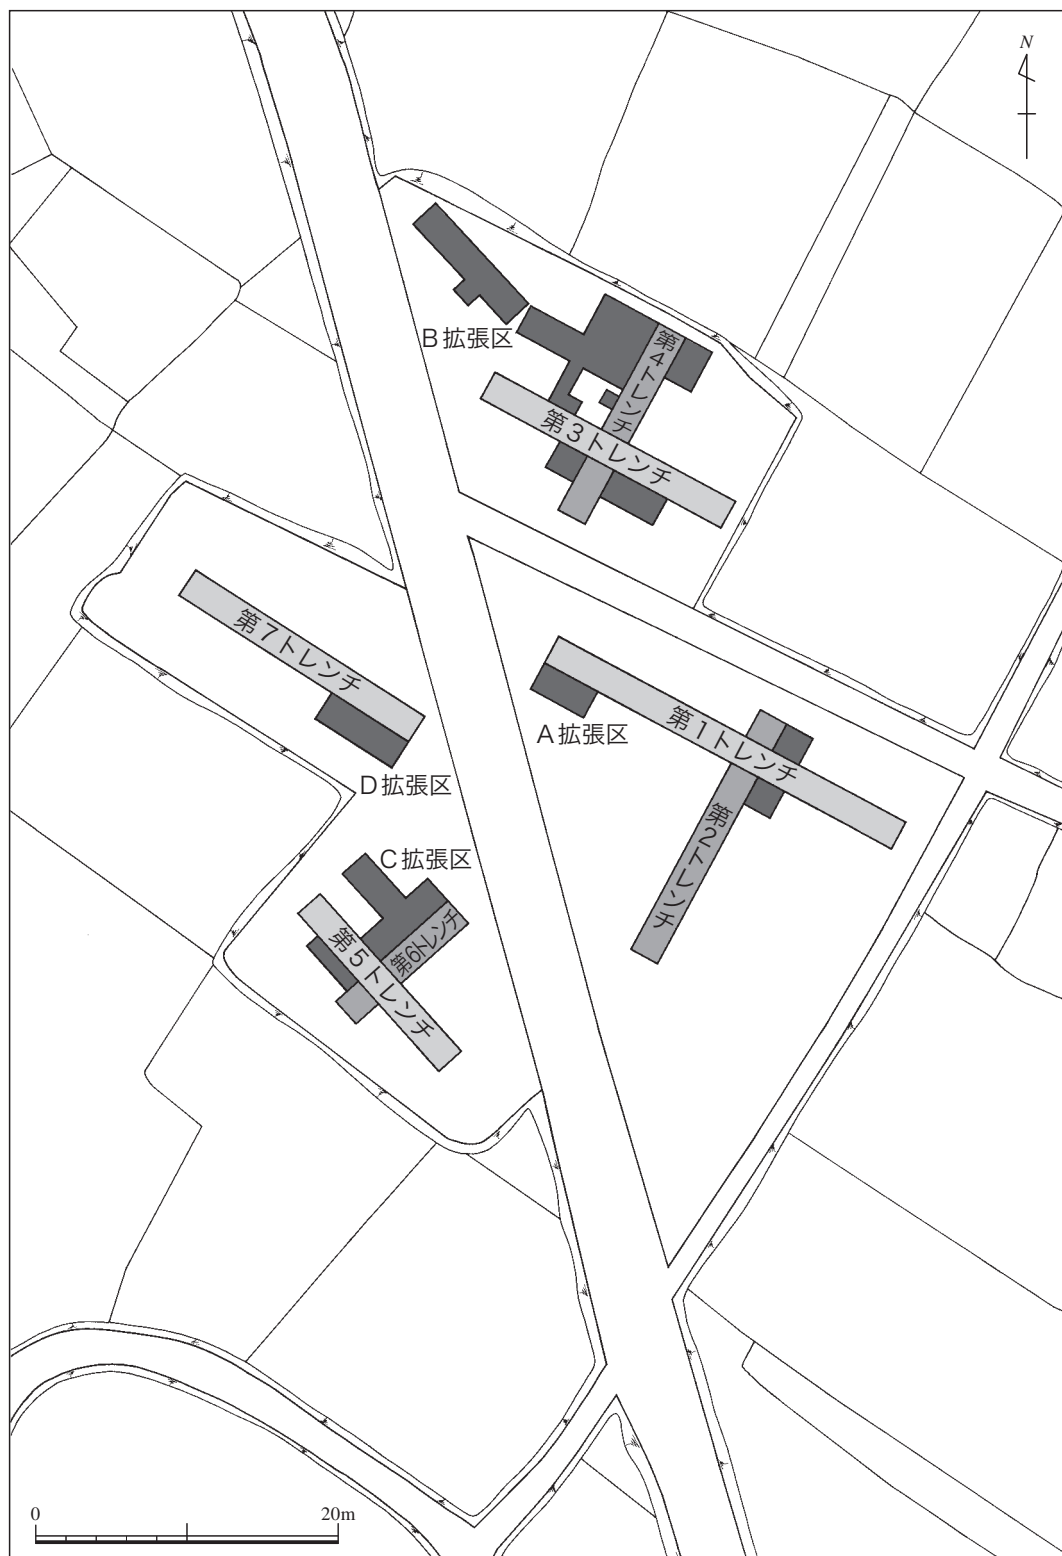 N
B拡張区
第4トレンチ
第3トレンチ
第7トレンチ
D拡張区
A拡張区
第1トレンチ
第2トレンチ
C拡張区
第6トレンチ
第5トレンチ
0 20m